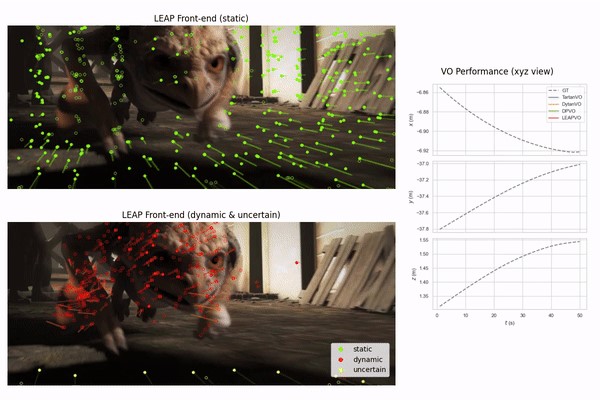 LEAP Front-end (static)
VO Performance (xyz view)
GT
TartanVO
DytanVO
DPVO
LEAPVO
-6.86
-6.88
-6.90
-6.92
x (m)
LEAP Front-end (dynamic & uncertain)
-37.0
-37.2
-37.4
-37.6
-37.8
y (m)
1.55
1.50
1.45
1.40
1.35
z (m)
0 10 20 30 40 50
t (s)
static
dynamic
uncertain